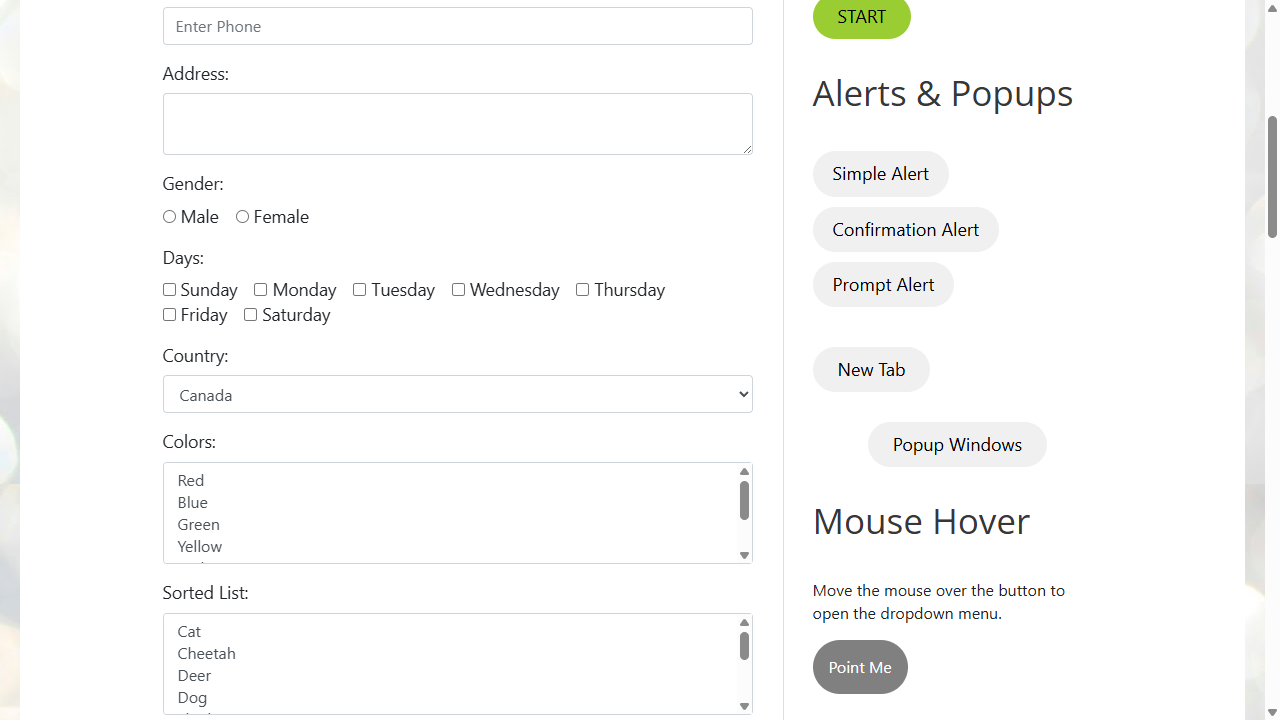 Enter Phone
Address:
Gender:
Male Female
Days:
Sunday Monday Tuesday Wednesday Thursday
Friday Saturday
Country:
Canada
Colors:
Red
Blue
Green
Yellow
Sorted List:
Cat
Cheetah
Deer
Dog
START
Alerts & Popups
Simple Alert
Confirmation Alert
Prompt Alert
New Tab
Popup Windows
Mouse Hover
Move the mouse over the button to
open the dropdown menu.
Point Me